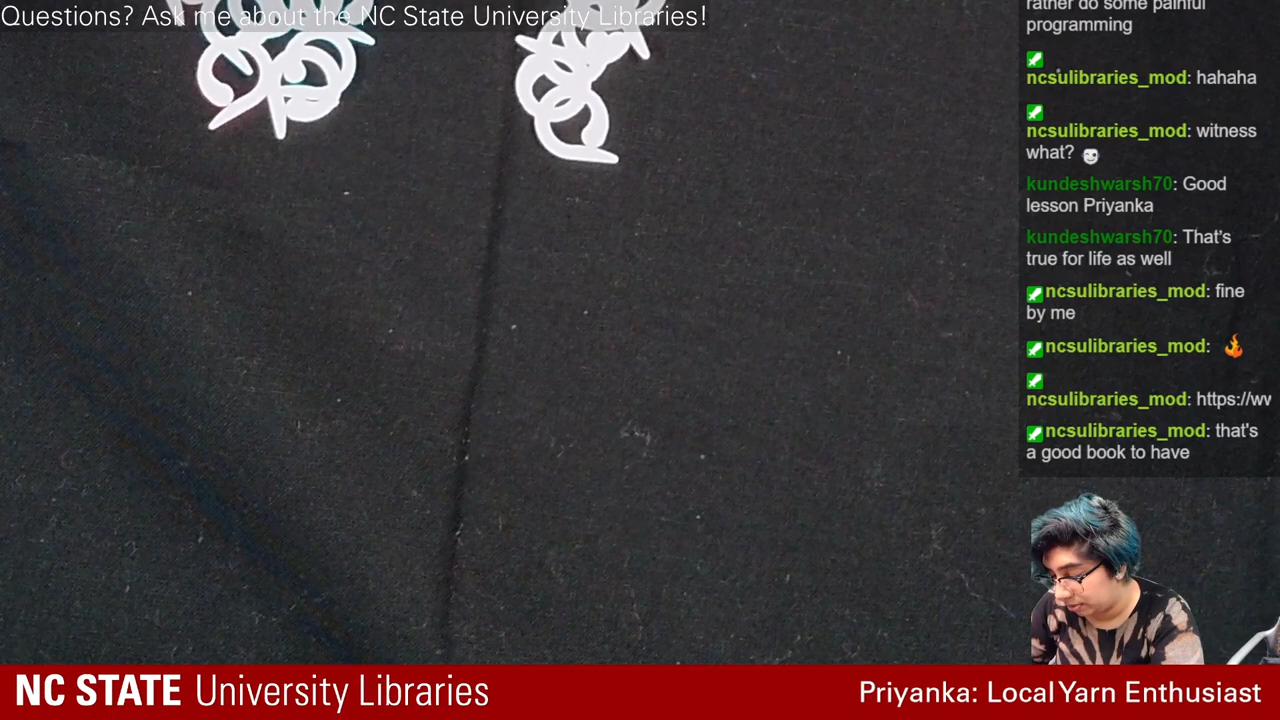 Questions? Ask me about the NC State University Libraries!
rather do some painful
programming
ncsulibraries_mod: hahaha
ncsulibraries_mod: witness
what?
kundeshwarsh70: Good
lesson Priyanka
kundeshwarsh70: That's
true for life as well
ncsulibraries_mod: fine
by me
ncsulibraries_mod:
ncsulibraries_mod: https://ww
ncsulibraries_mod: that's
a good book to have
NC STATE University Libraries
Priyanka: Local Yarn Enthusiast